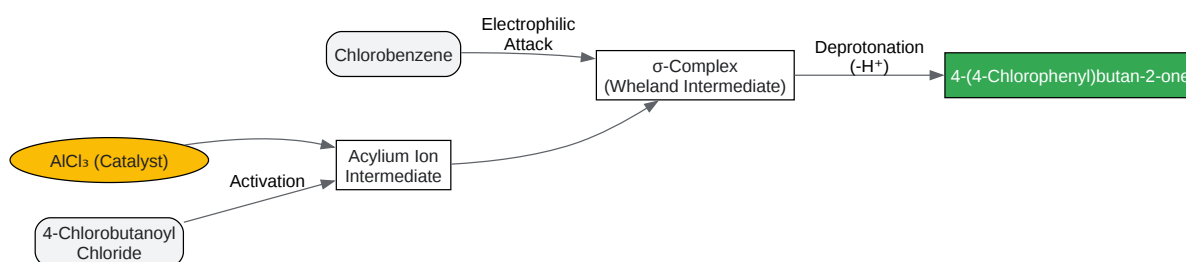 Electrophilic
Attack
Chlorobenzene
Deprotonation
(-H⁺)
σ-Complex
(Wheland Intermediate)
4-(4-Chlorophenyl)butan-2-one
AlCl₃ (Catalyst)
Acylium Ion
Intermediate
Activation
4-Chlorobutanoyl
Chloride